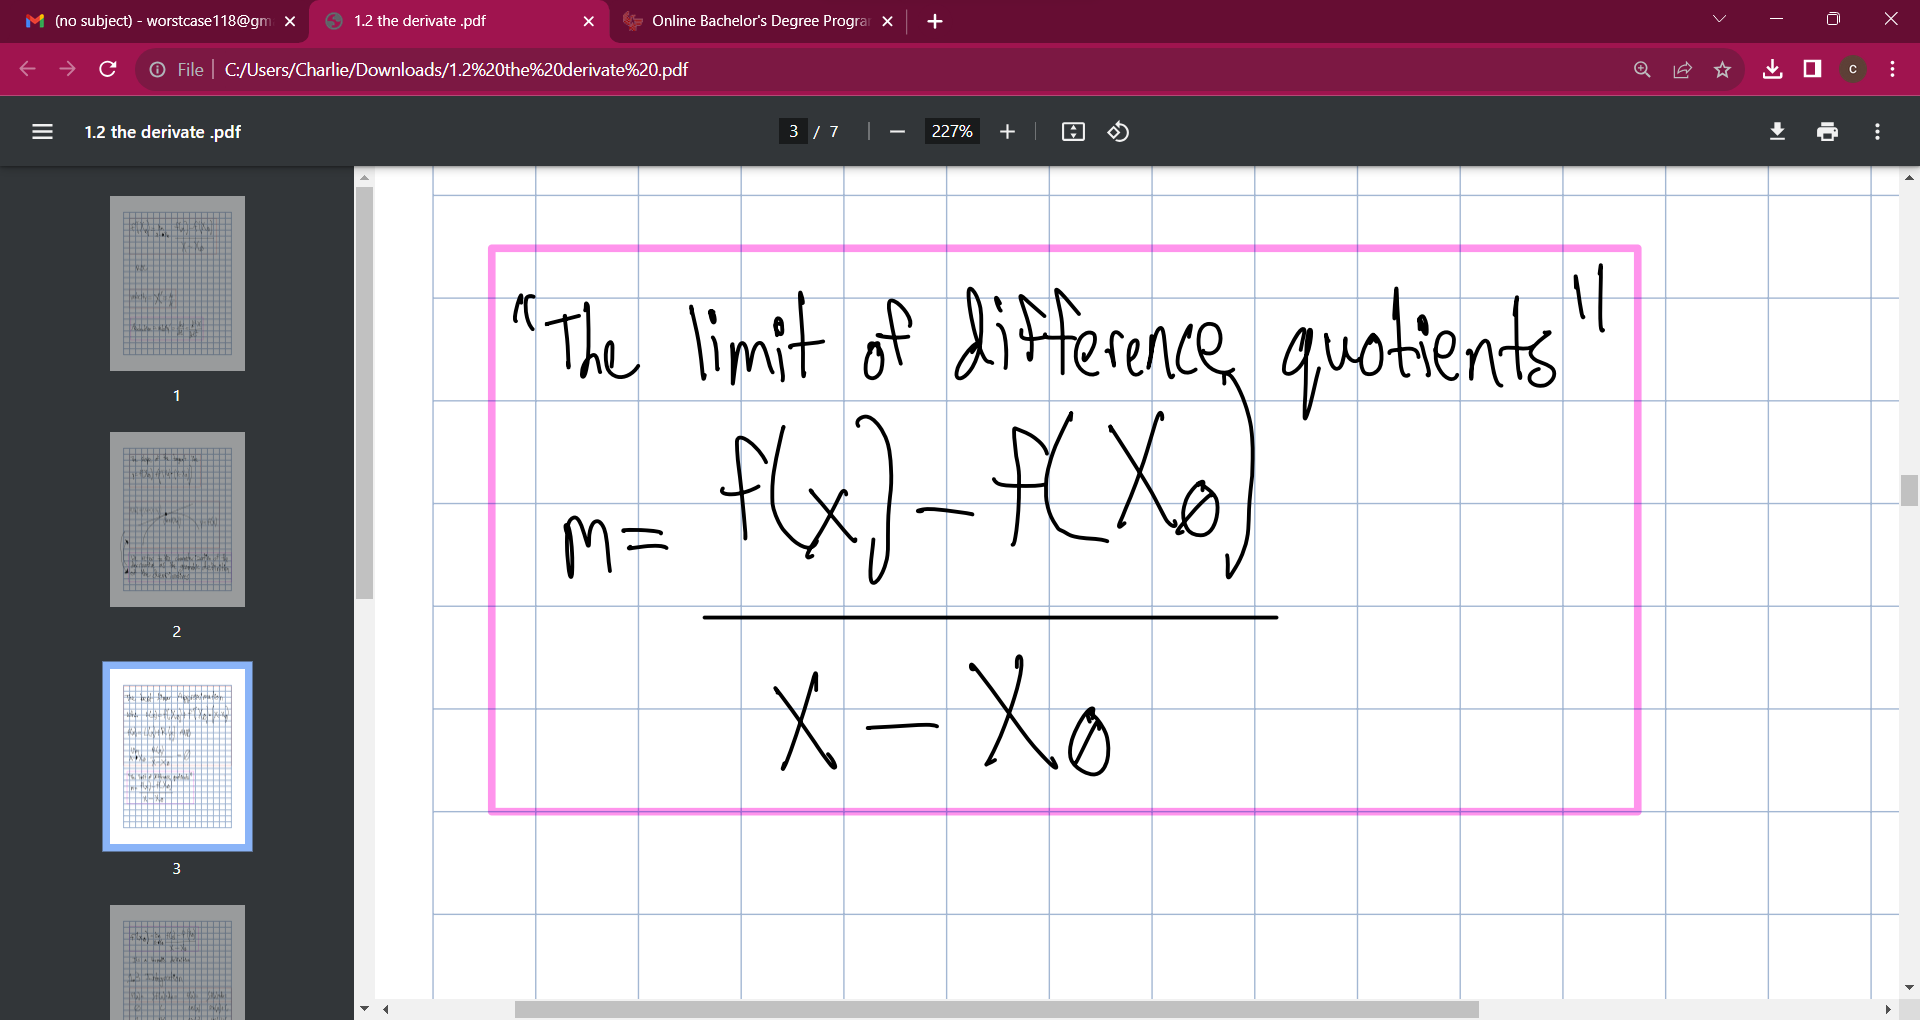 (no subject) - worstcase118@gm
1.2 the derivate .pdf
Online Bachelor's Degree Progra
File
C:/Users/Charlie/Downloads/1.2%20the%20derivate%20.pdf
c
1.2 the derivate .pdf
3 / 7
227%
1
2
3
"The limit of difference quotients"
m= f(x) - f(X0)
X - X0